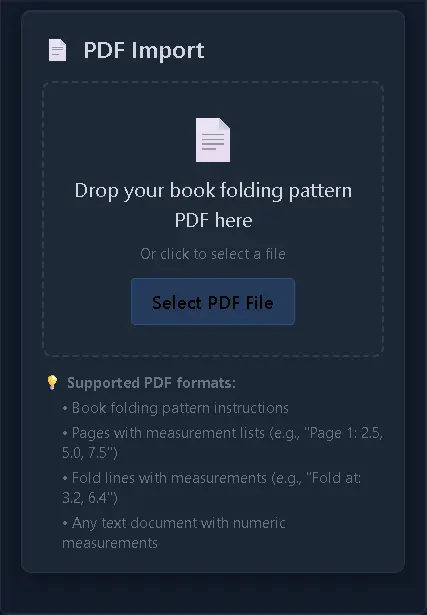 PDF Import
Drop your book folding pattern
PDF here
Or click to select a file
Select PDF File
Supported PDF formats:
• Book folding pattern instructions
• Pages with measurement lists (e.g., "Page 1: 2.5,
5.0, 7.5")
• Fold lines with measurements (e.g., "Fold at:
3.2, 6.4")
• Any text document with numeric
measurements